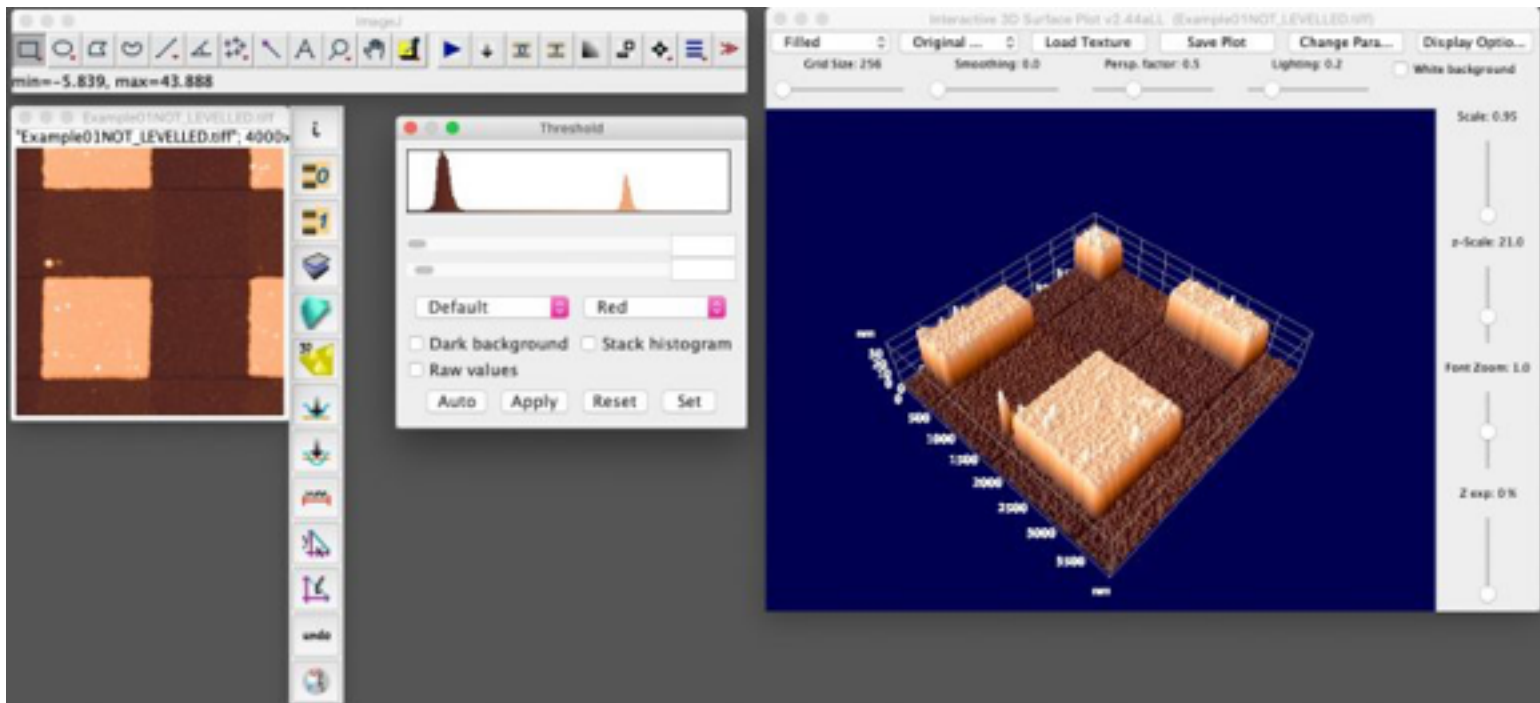 ImageJ
min=-5.839, max=43.888
Example01NOT_LEVELLED.tiff
"Example01NOT_LEVELLED.tiff"; 4000x
i
0
1
3D
undo
Threshold
Default
Red
Dark background
Stack histogram
Raw values
Auto
Apply
Reset
Set
Interactive 3D Surface Plot v2.44aLL (Example01NOT_LEVELLED.tiff)
Filled
Original ...
Load Texture
Save Plot
Change Para...
Display Optio...
Grid Size: 256
Smoothing: 0.0
Persp. factor: 0.5
Lighting: 0.2
White background
Scale: 0.95
z-Scale: 21.0
Font Zoom: 1.0
Z exp: 0 %
nm
0
500
1000
1500
2000
2500
3000
3500
nm